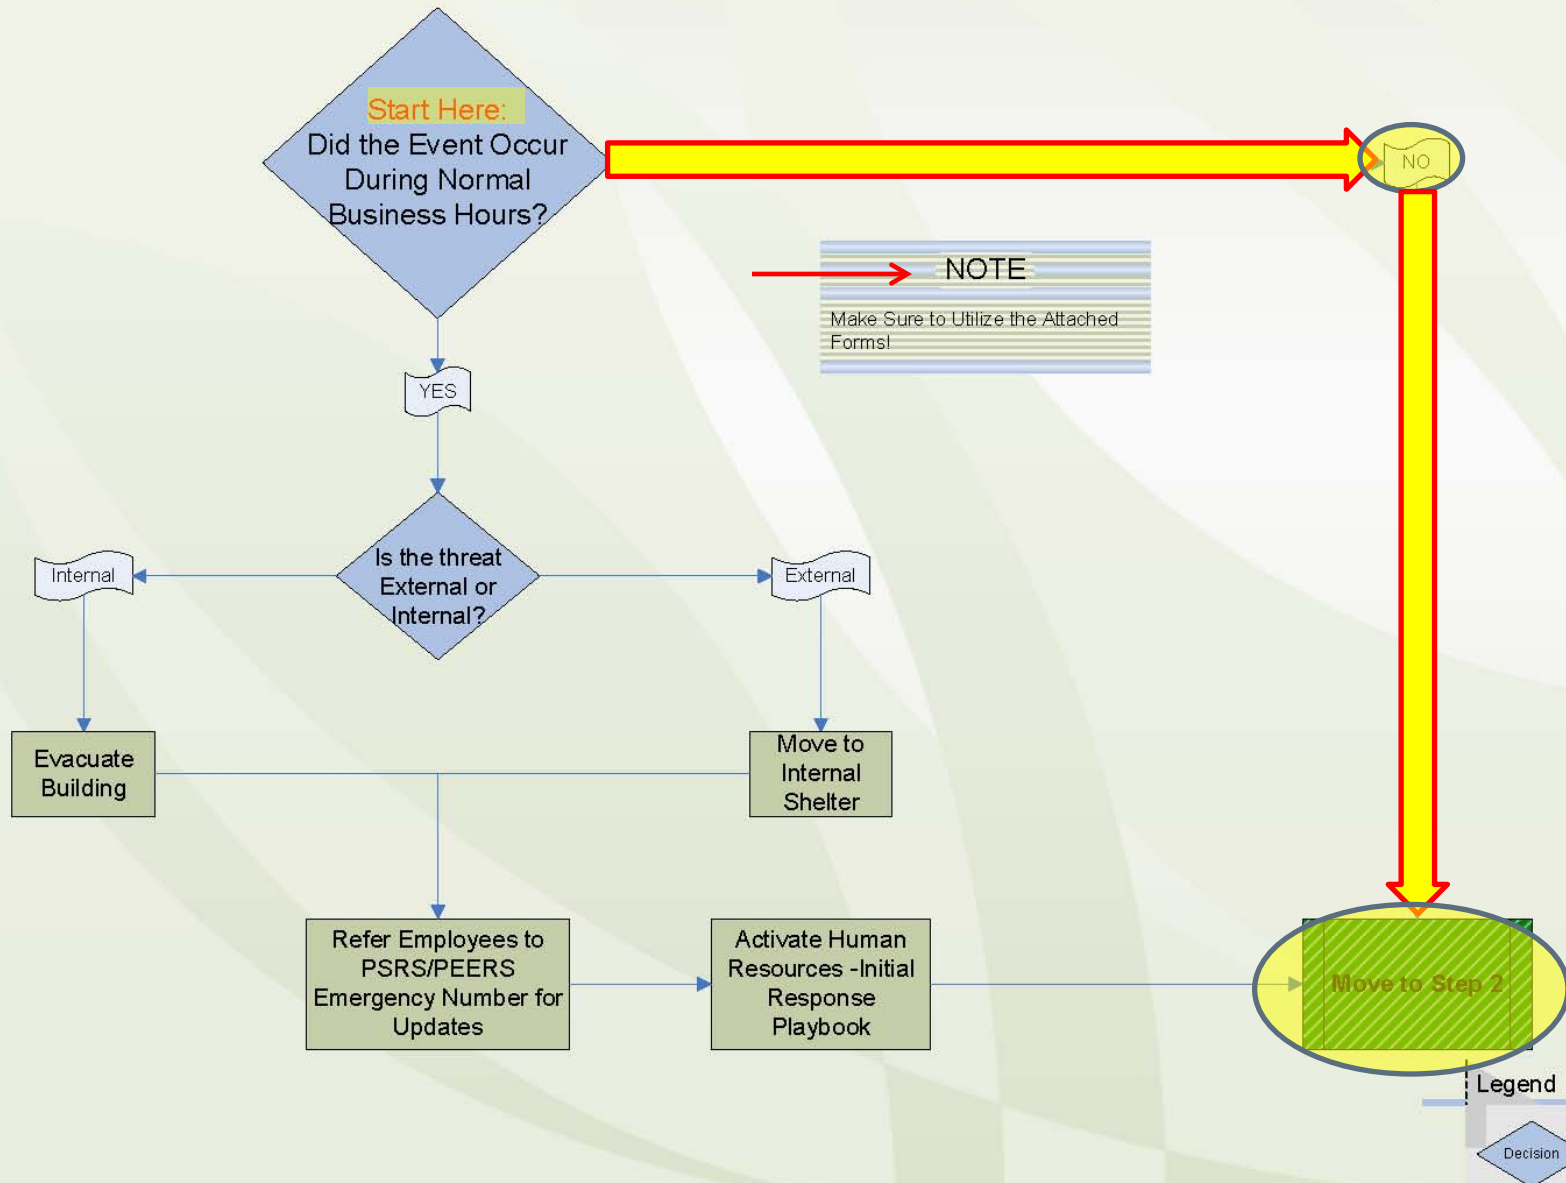 Start Here:
Did the Event Occur
During Normal
Business Hours?
NO
NOTE
Make Sure to Utilize the Attached
Forms!
YES
Is the threat
External or
Internal?
Internal
External
Evacuate
Building
Move to
Internal
Shelter
Refer Employees to
PSRS/PEERS
Emergency Number for
Updates
Activate Human
Resources -Initial
Response
Playbook
Move to Step 2
Legend
Decision